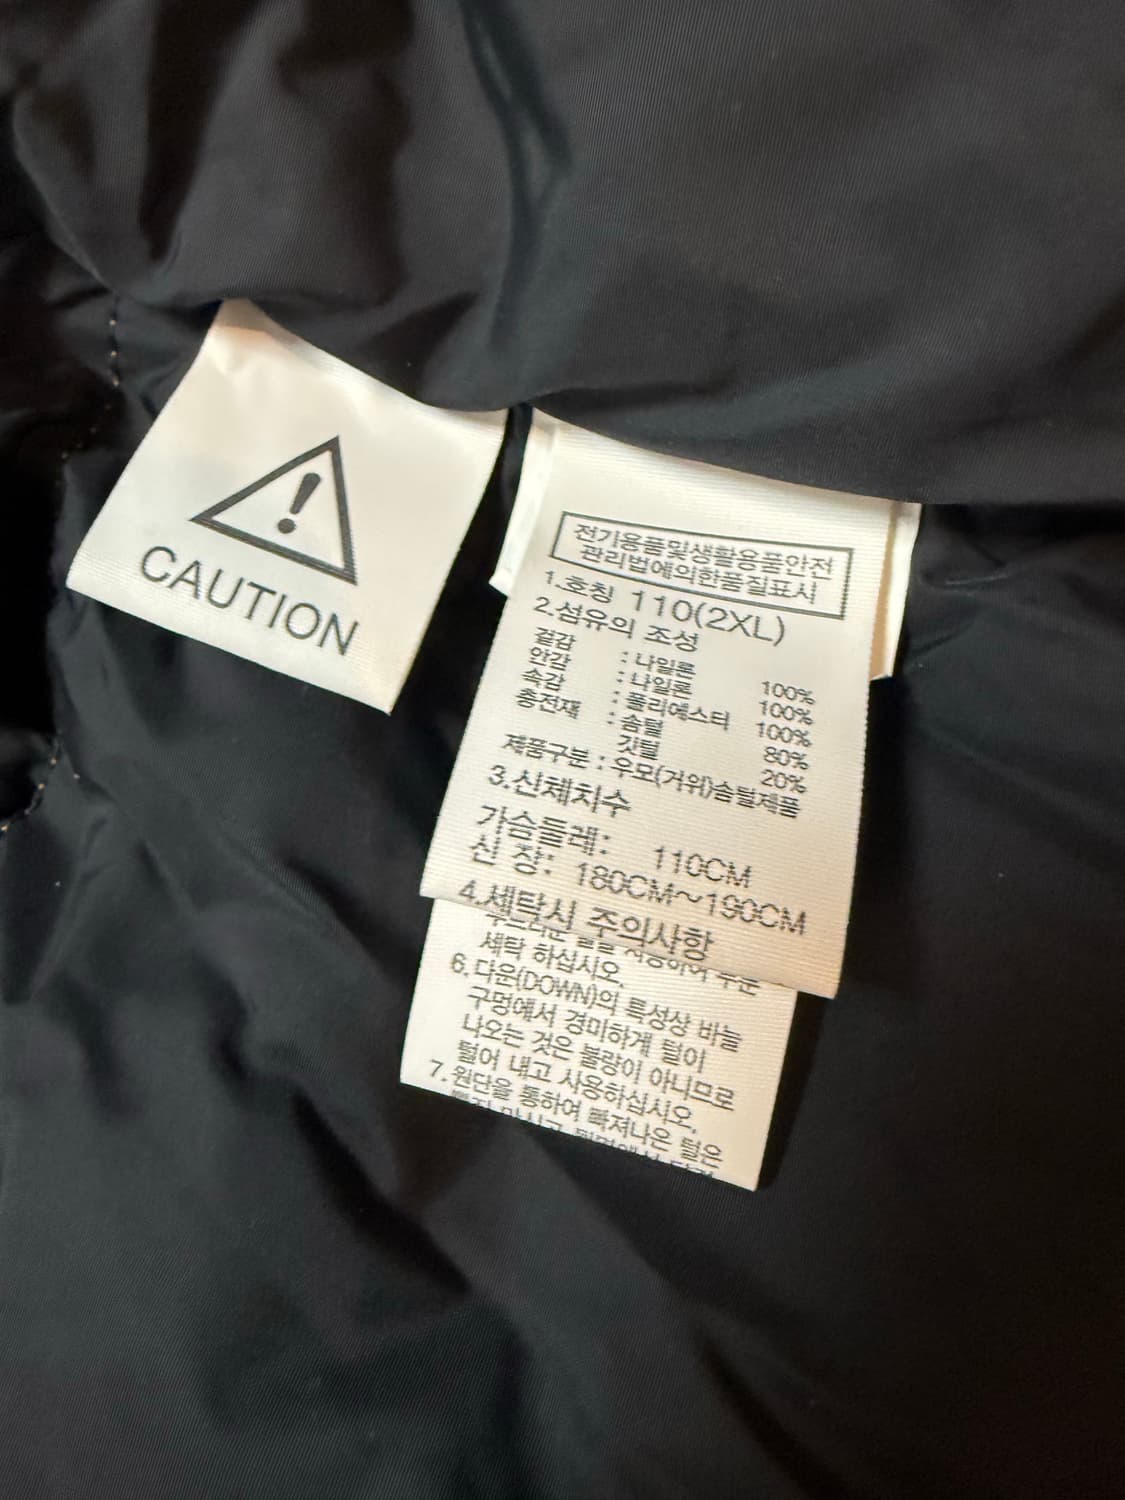 CAUTION
전기용품및생활용품안전
관리법에의한품질표시
1.호칭 110(2XL)
2.섬유의 조성
겉감 : 나일론 100%
안감 : 나일론 100%
속감 : 폴리에스터 100%
충전재 : 솜털 80%
깃털 20%
제품구분 : 우모(거위)솜털제품
3.신체치수
가슴둘레: 110CM
신 장: 180CM~190CM
4.세탁시 주의사항
세탁 하십시오.
6.다운(DOWN)의 특성상 바늘
구멍에서 경미하게 털이
나오는 것은 불량이 아니므로
털어 내고 사용하십시오.
7.원단을 통하여 빠져나온 털은